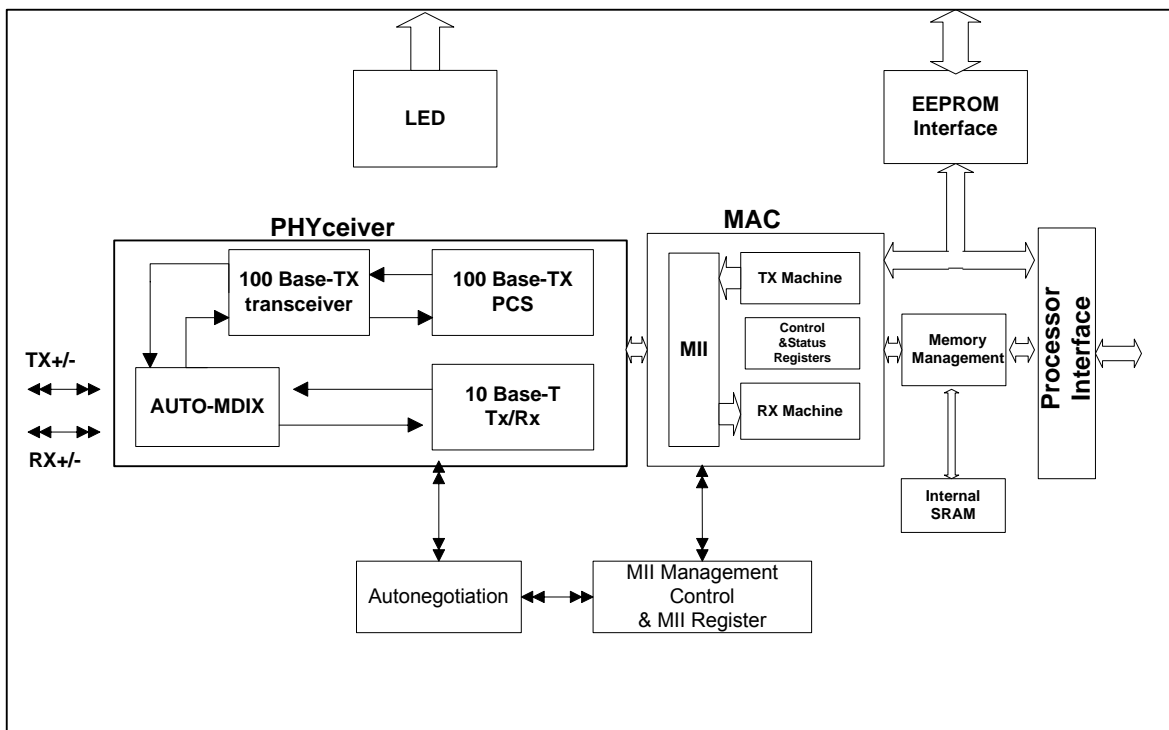 LED
EEPROM
Interface
PHYceiver
MAC
100 Base-TX
transceiver
100 Base-TX
PCS
TX Machine
MII
Control
&Status
Registers
Memory
Management
Processor
Interface
TX+/-
AUTO-MDIX
10 Base-T
Tx/Rx
RX Machine
RX+/-
Internal
SRAM
Autonegotiation
MII Management
Control
& MII Register